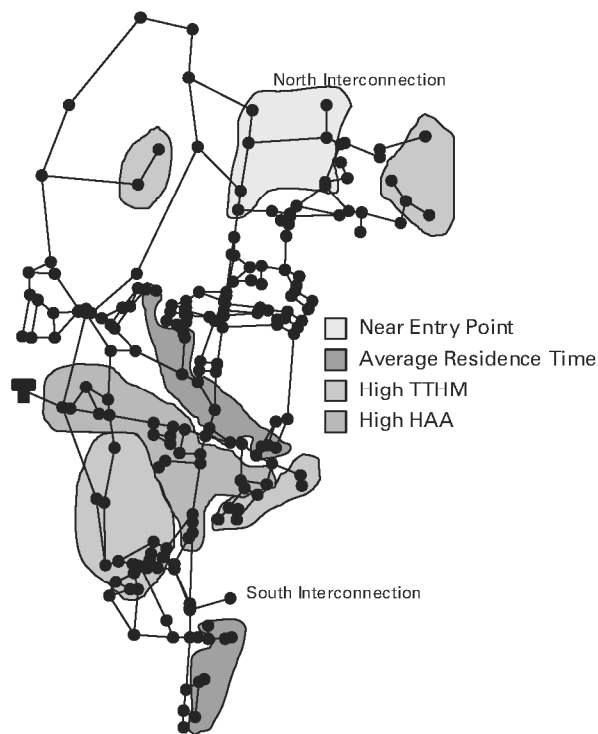 North Interconnection
Near Entry Point
Average Residence Time
High TTHM
High HAA
South Interconnection